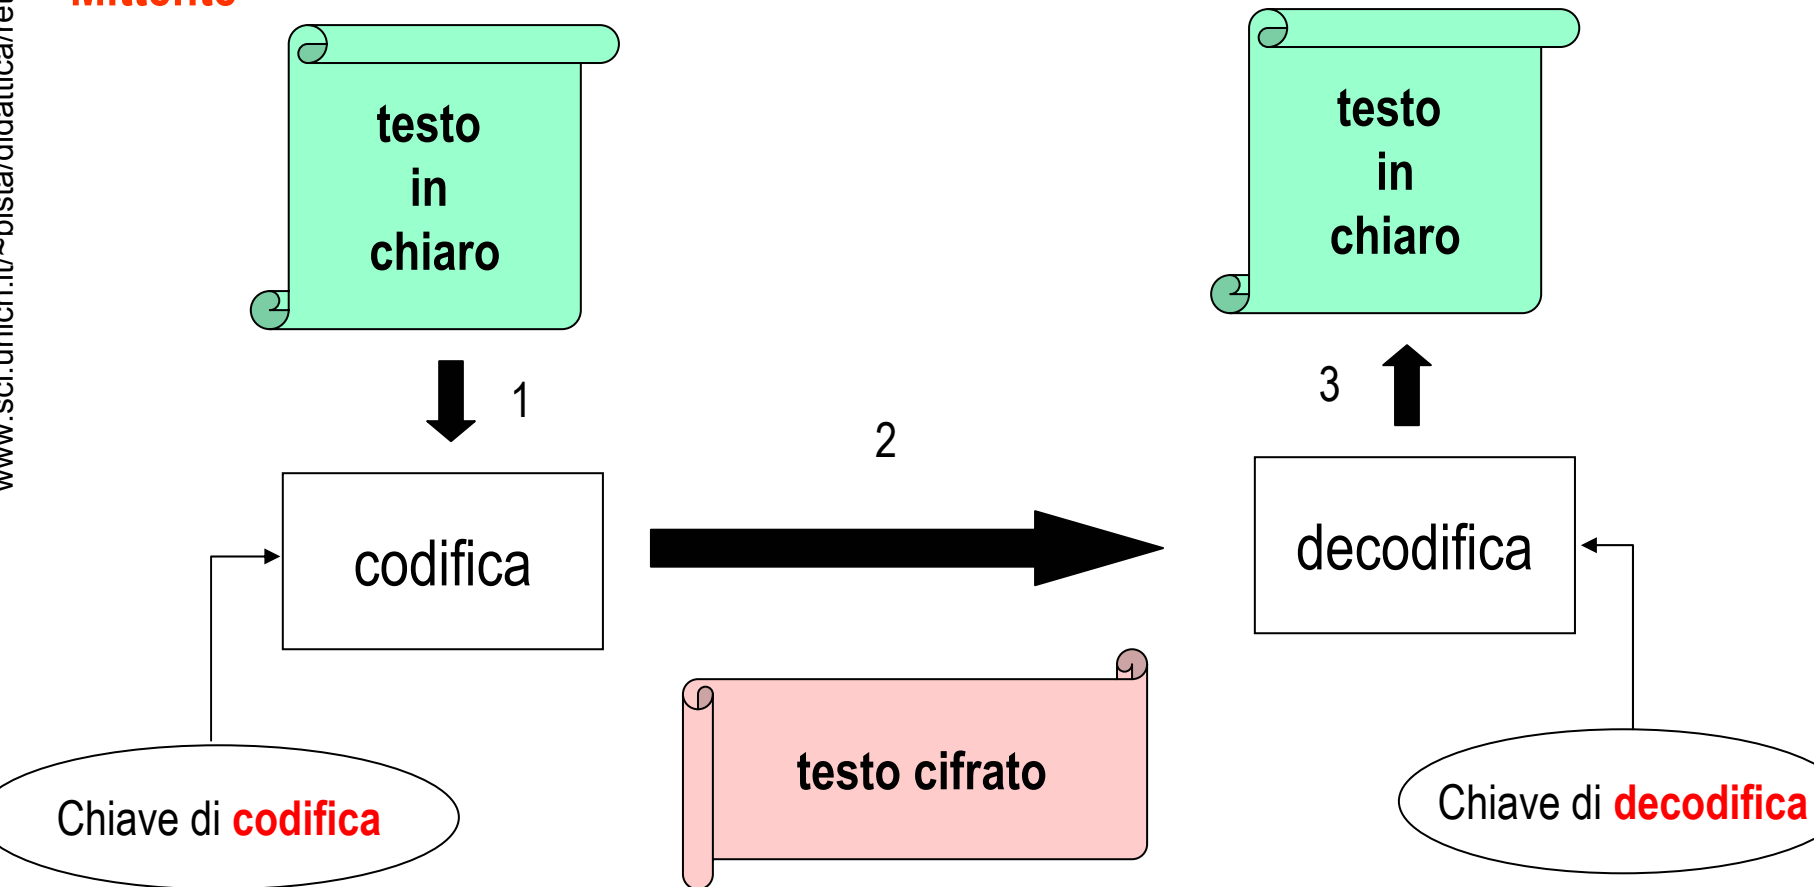 Mittente
testo
in
chiaro
testo
in
chiaro
1
2
3
codifica
decodifica
testo cifrato
Chiave di codifica
Chiave di decodifica